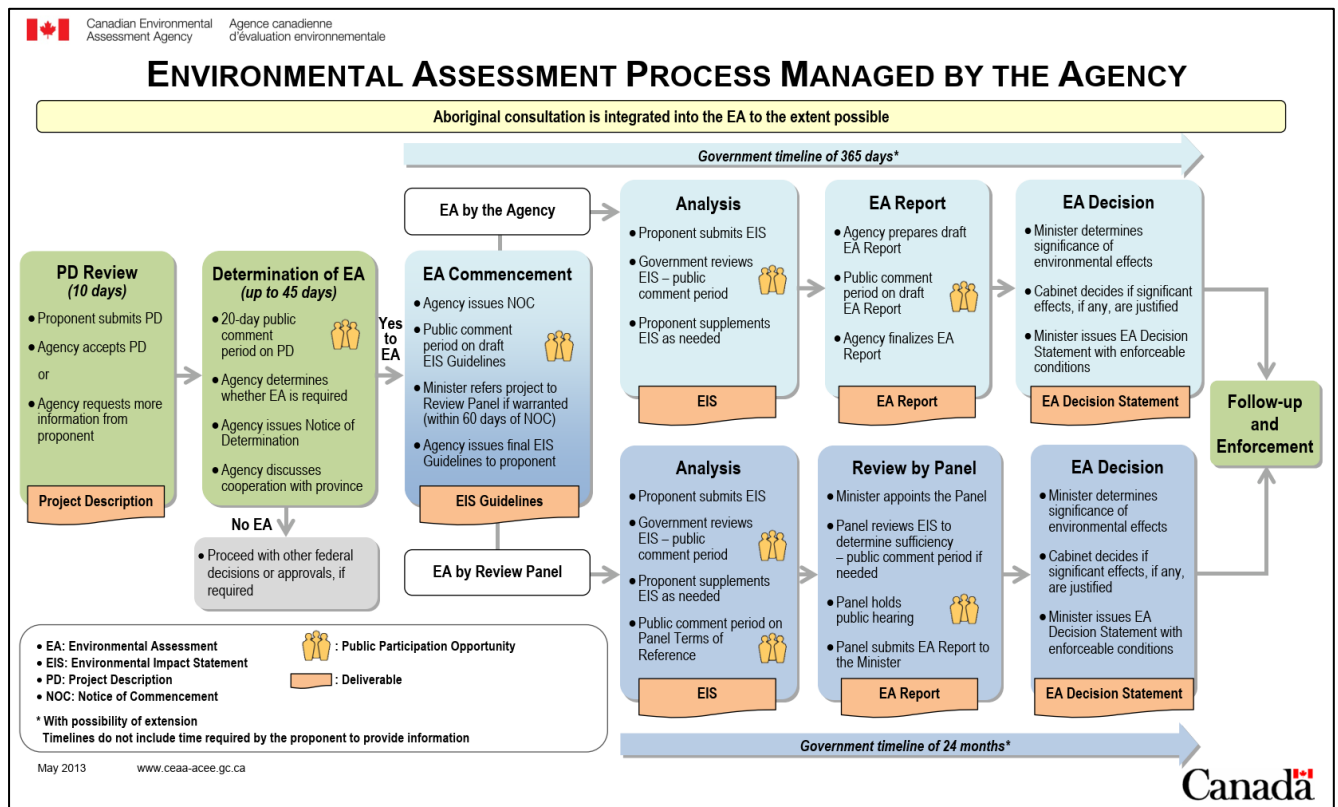 Canadian Environmental
Assessment Agency
Agence canadienne
d'évaluation environnementale
ENVIRONMENTAL ASSESSMENT PROCESS MANAGED BY THE AGENCY
Aboriginal consultation is integrated into the EA to the extent possible
Government timeline of 365 days*
PD Review
(10 days)
• Proponent submits PD
• Agency accepts PD
or
• Agency requests more
information from
proponent
Project Description
Determination of EA
(up to 45 days)
• 20-day public
comment
period on PD
• Agency determines
whether EA is required
• Agency issues Notice of
Determination
• Agency discusses
cooperation with province
Yes
to
EA
No EA
• Proceed with other federal
decisions or approvals, if
required
EA by the Agency
EA Commencement
• Agency issues NOC
• Public comment
period on draft
EIS Guidelines
• Minister refers project to
Review Panel if warranted
(within 60 days of NOC)
• Agency issues final EIS
Guidelines to proponent
EIS Guidelines
EA by Review Panel
Analysis
• Proponent submits EIS
• Government reviews
EIS – public
comment period
• Proponent supplements
EIS as needed
EIS
EA Report
• Agency prepares draft
EA Report
• Public comment
period on draft
EA Report
• Agency finalizes EA
Report
EA Report
EA Decision
• Minister determines
significance of
environmental effects
• Cabinet decides if significant
effects, if any, are justified
• Minister issues EA Decision
Statement with enforceable
conditions
EA Decision Statement
Analysis
• Proponent submits EIS
• Government reviews
EIS – public
comment period
• Proponent supplements
EIS as needed
• Public comment period on
Panel Terms of
Reference
EIS
Review by Panel
• Minister appoints the Panel
• Panel reviews EIS to
determine sufficiency
– public comment period if
needed
• Panel holds
public hearing
• Panel submits EA Report to
the Minister
EA Report
EA Decision
• Minister determines
significance of
environmental effects
• Cabinet decides if
significant effects, if any,
are justified
• Minister issues EA
Decision Statement with
enforceable conditions
EA Decision Statement
Follow-up
and
Enforcement
Government timeline of 24 months*
• EA: Environmental Assessment
• EIS: Environmental Impact Statement
• PD: Project Description
• NOC: Notice of Commencement
: Public Participation Opportunity
: Deliverable
* With possibility of extension
Timelines do not include time required by the proponent to provide information
May 2013 www.ceaa-acee.gc.ca
Canada